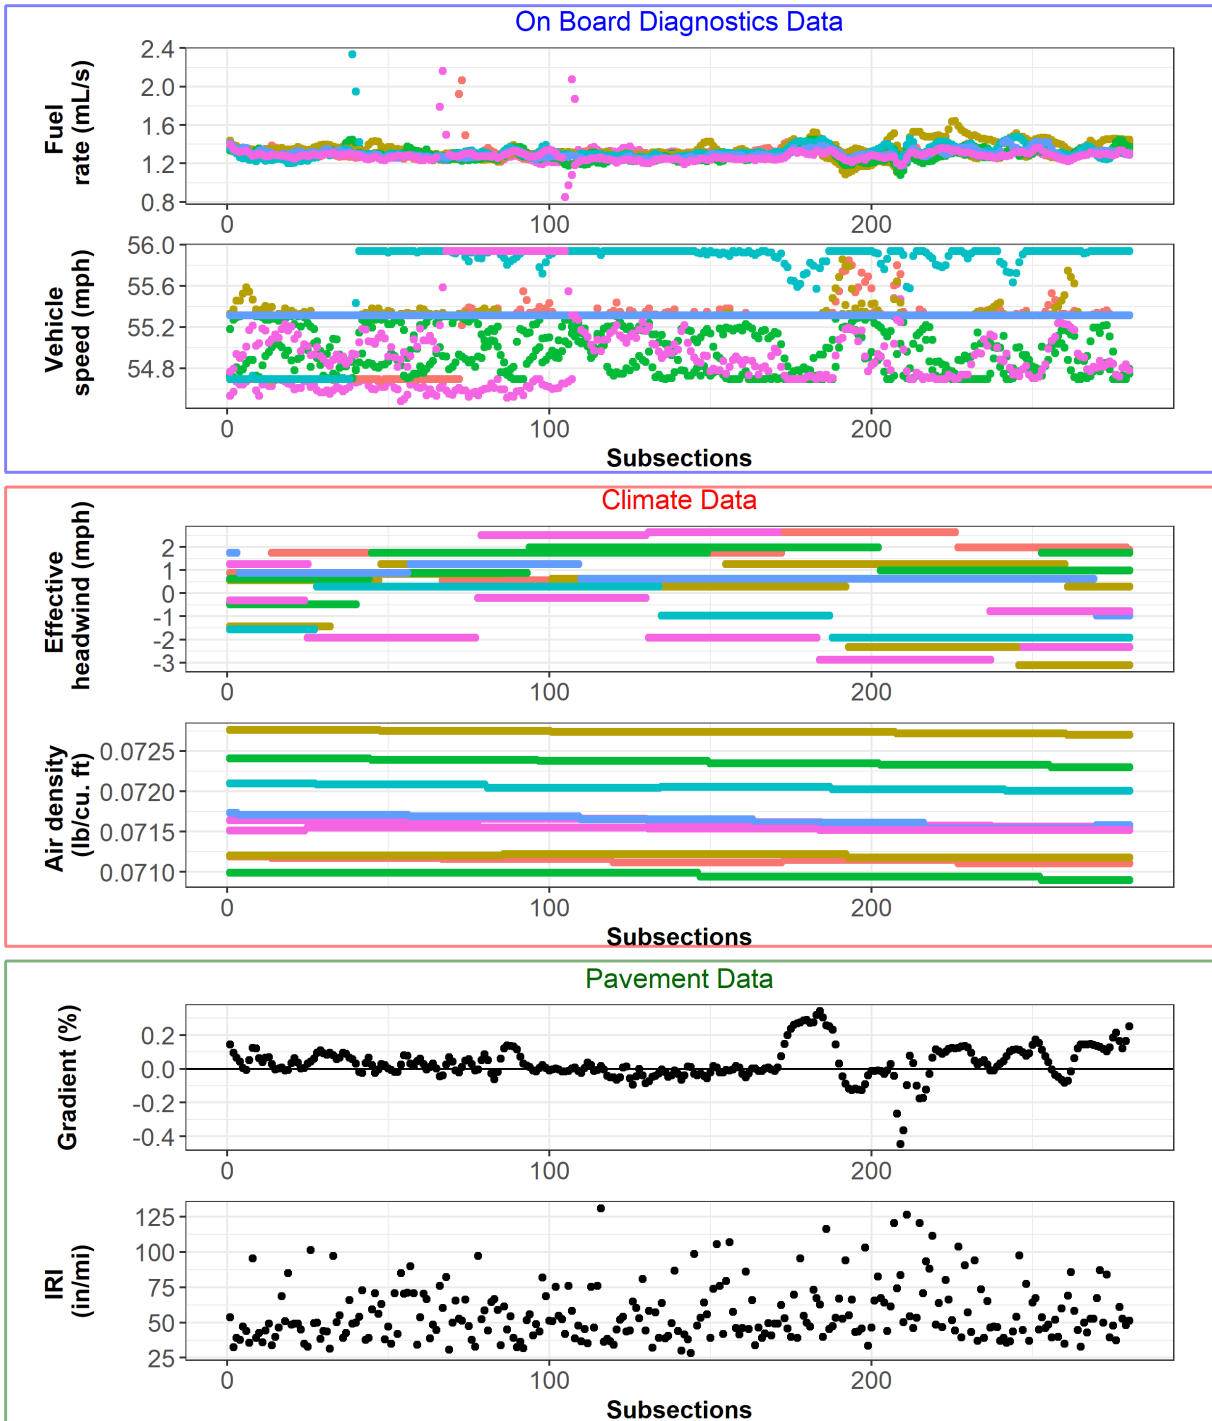 On Board Diagnostics Data
Fuel
rate (mL/s)
2.4
2.0
1.6
1.2
0.8
0
100
200
Vehicle
speed (mph)
56.0
55.6
55.2
54.8
0
100
200
Subsections
Climate Data
Effective
headwind (mph)
2
1
0
-1
-2
-3
0
100
200
Air density
(lb/cu. ft)
0.0725
0.0720
0.0715
0.0710
0
100
200
Subsections
Pavement Data
Gradient (%)
0.2
0.0
-0.2
-0.4
0
100
200
IRI
(in/mi)
125
100
75
50
25
0
100
200
Subsections